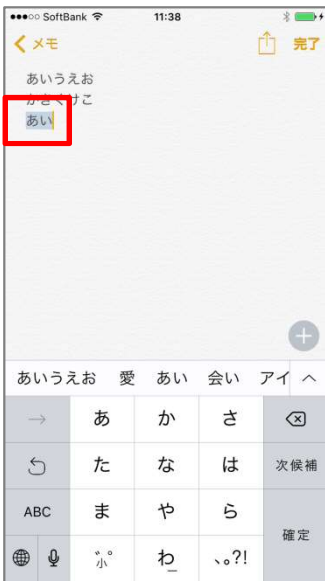 SoftBank 11:38
メモ 完了
あいうえお
かきくけこ
あい
あいうえお 愛 あい 会い アイ
→ あ か さ
た な は 次候補
ABC ま や ら 確定
小 わ 、。?!